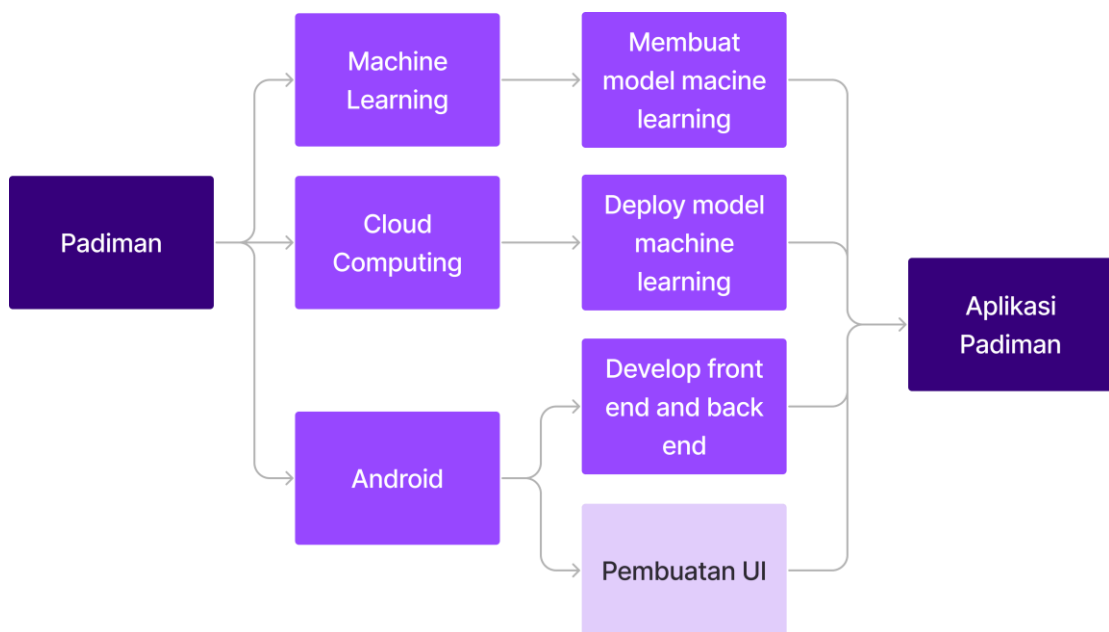 Padiman
Machine
Learning
Cloud
Computing
Android
Membuat
model macine
learning
Deploy model
machine
learning
Develop front
end and back
end
Pembuatan UI
Aplikasi
Padiman